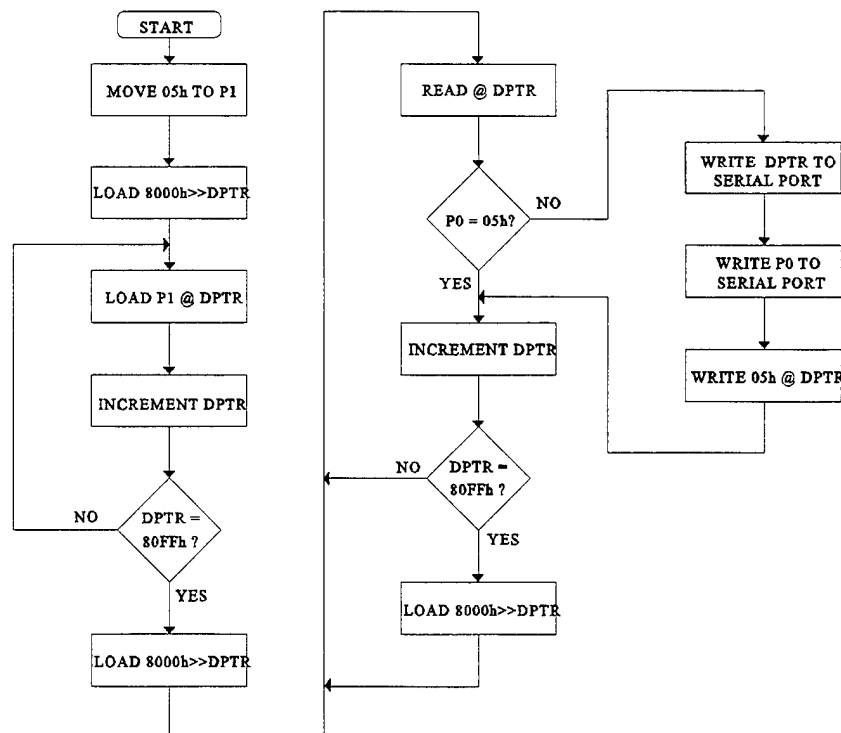 START
MOVE 05h TO P1
LOAD 8000h>>DPTR
LOAD P1 @ DPTR
INCREMENT DPTR
DPTR =
80FFh ?
NO
YES
LOAD 8000h>>DPTR
READ @ DPTR
P0 = 05h?
NO
YES
INCREMENT DPTR
DPTR =
80FFh ?
NO
YES
LOAD 8000h>>DPTR
WRITE DPTR TO
SERIAL PORT
WRITE P0 TO
SERIAL PORT
WRITE 05h @ DPTR